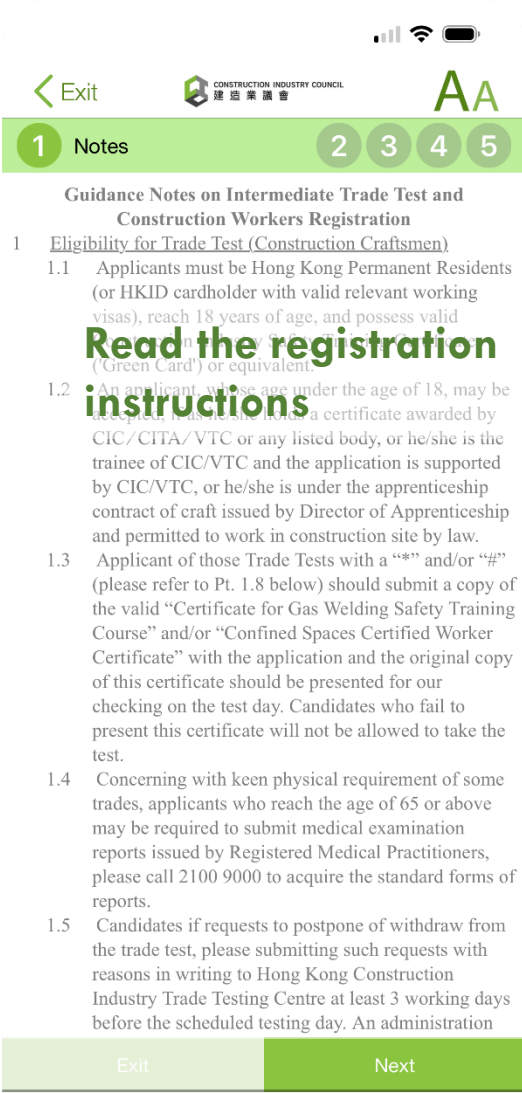 Exit
CONSTRUCTION INDUSTRY COUNCIL
建造業議會
AA
1 Notes 2 3 4 5
Guidance Notes on Intermediate Trade Test and
Construction Workers Registration
1 Eligibility for Trade Test (Construction Craftsmen)
1.1 Applicants must be Hong Kong Permanent Residents
(or HKID cardholder with valid relevant working
visas), reach 18 years of age, and possess valid
Read the registration
('Green Card') or equivalent.
1.2 An applicant, whose age under the age of 18, may be
instructions
a certificate awarded by
CIC/CITA/VTC or any listed body, or he/she is the
trainee of CIC/VTC and the application is supported
by CIC/VTC, or he/she is under the apprenticeship
contract of craft issued by Director of Apprenticeship
and permitted to work in construction site by law.
1.3 Applicant of those Trade Tests with a “*” and/or “#”
(please refer to Pt. 1.8 below) should submit a copy of
the valid “Certificate for Gas Welding Safety Training
Course” and/or “Confined Spaces Certified Worker
Certificate” with the application and the original copy
of this certificate should be presented for our
checking on the test day. Candidates who fail to
present this certificate will not be allowed to take the
test.
1.4 Concerning with keen physical requirement of some
trades, applicants who reach the age of 65 or above
may be required to submit medical examination
reports issued by Registered Medical Practitioners,
please call 2100 9000 to acquire the standard forms of
reports.
1.5 Candidates if requests to postpone of withdraw from
the trade test, please submitting such requests with
reasons in writing to Hong Kong Construction
Industry Trade Testing Centre at least 3 working days
before the scheduled testing day. An administration
Exit Next